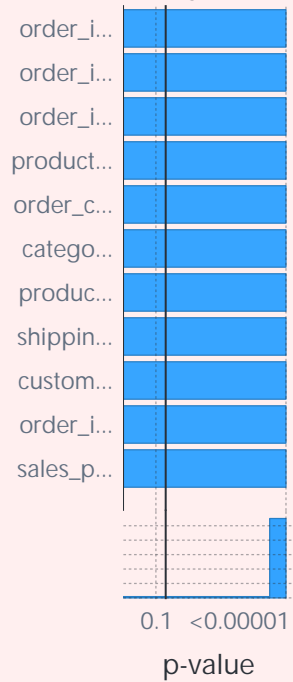 order_i...
order_i...
order_i...
product...
order_c...
catego...
produc...
shippin...
custom...
order_i...
sales_p...
0.1 <0.00001
p-value